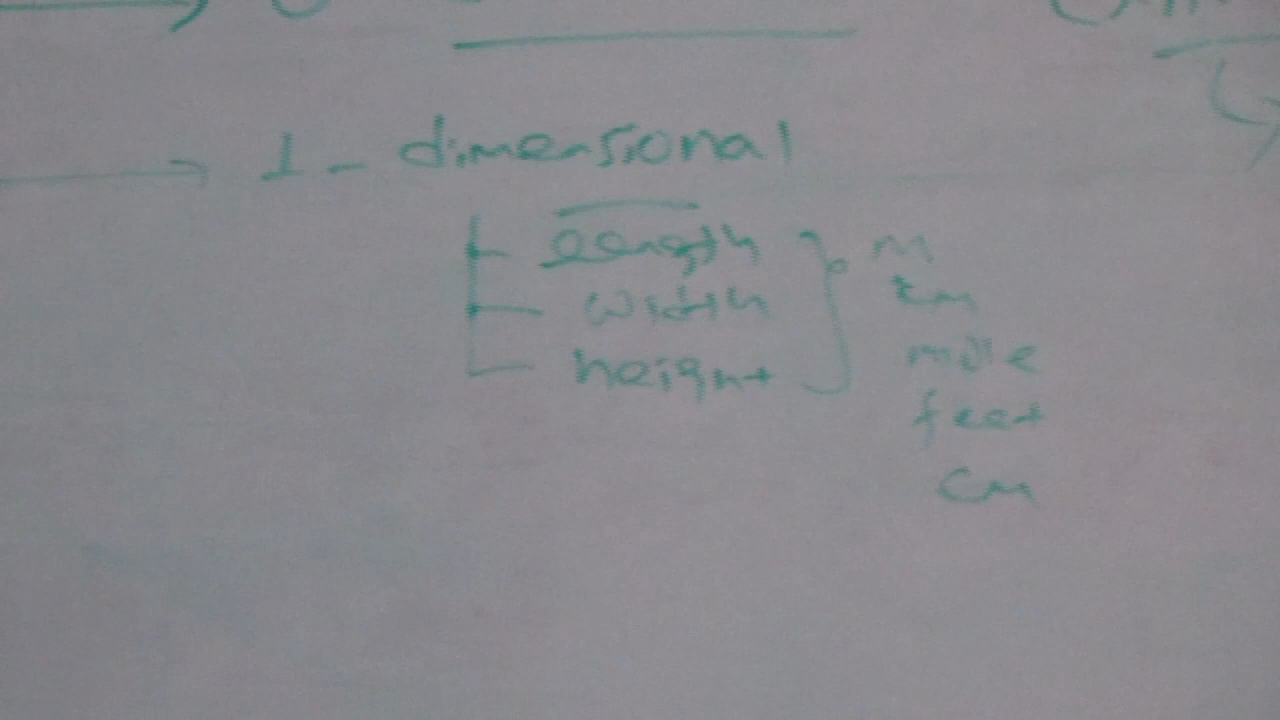 1 - dimensional
length } m
width km
height mile
feet
cm